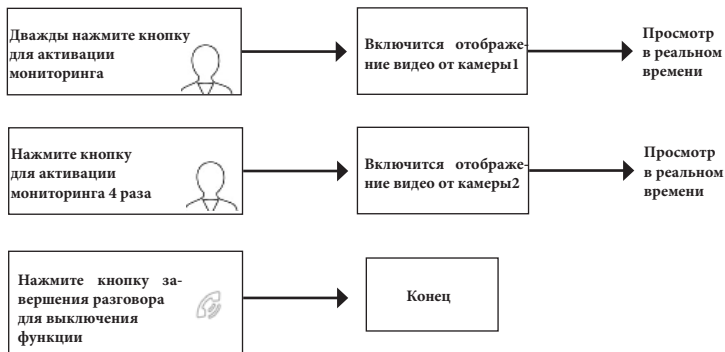 Дважды нажмите кнопку
для активации
мониторинга
Включится отображе-
ние видео от камеры1
Просмотр
в реальном
времени
Нажмите кнопку
для активации
мониторинга 4 раза
Включится отображе-
ние видео от камеры2
Просмотр
в реальном
времени
Нажмите кнопку за-
вершения разговора
для выключения
функции
Конец